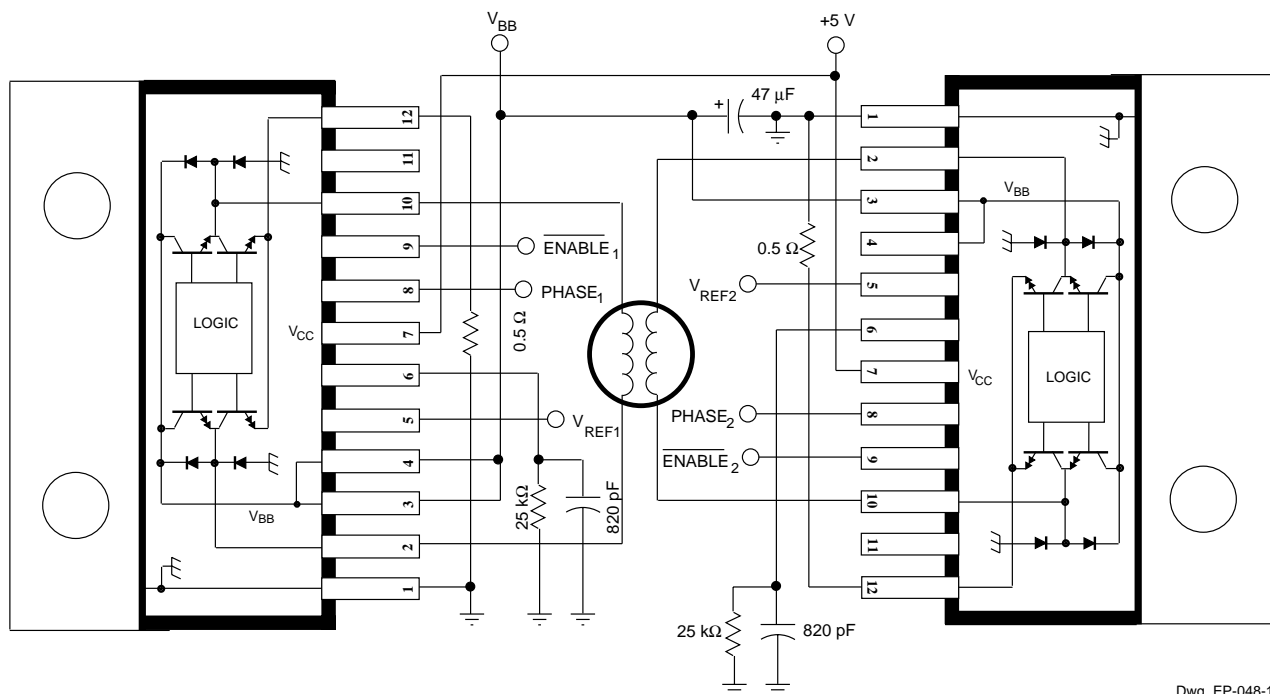 V_BB
+5 V
47 µF
+
12
11
10
9
8
7
6
5
4
3
2
1
ENABLE_1
PHASE_1
V_REF1
0.5 Ω
25 kΩ
820 pF
LOGIC
V_CC
V_BB
1
2
3
4
5
6
7
8
9
10
11
12
V_BB
0.5 Ω
V_REF2
PHASE_2
ENABLE_2
V_CC
LOGIC
25 kΩ
820 pF
Dwg. EP-048-1